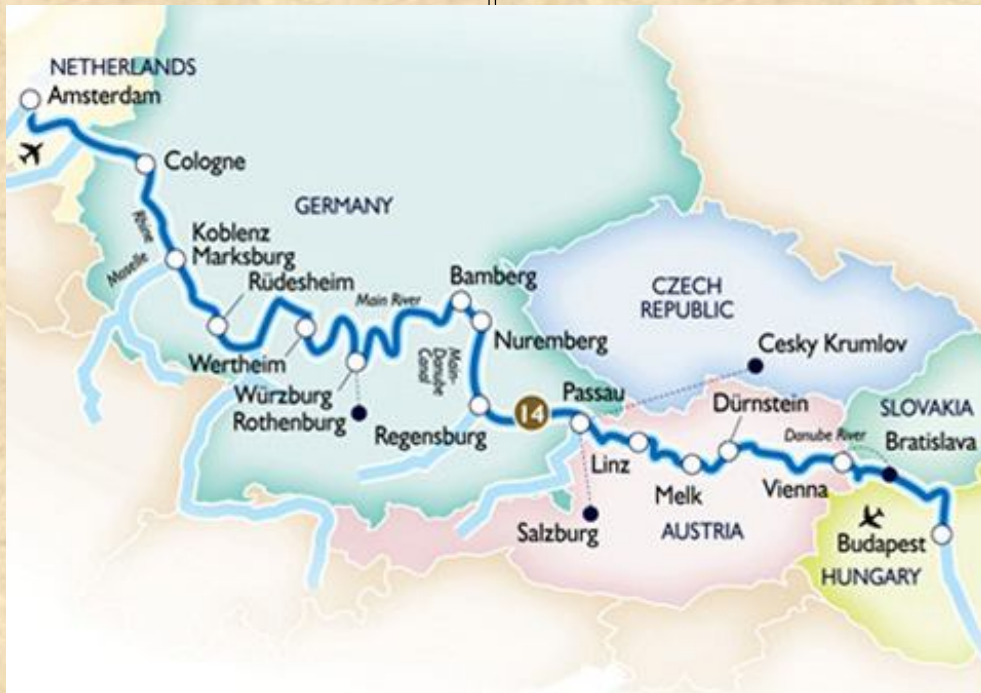 NETHERLANDS
Amsterdam
Cologne
GERMANY
Rhine
Koblenz
Marksburg
Moselle
Rüdesheim
Main River
Bamberg
CZECH
REPUBLIC
Nuremberg
Cesky Krumlov
Wertheim
Main-
Danube
Canal
Würzburg
Rothenburg
Regensburg
14
Passau
Dürnstein
SLOVAKIA
Bratislava
Danube River
Linz
Melk
Vienna
Salzburg
AUSTRIA
Budapest
HUNGARY